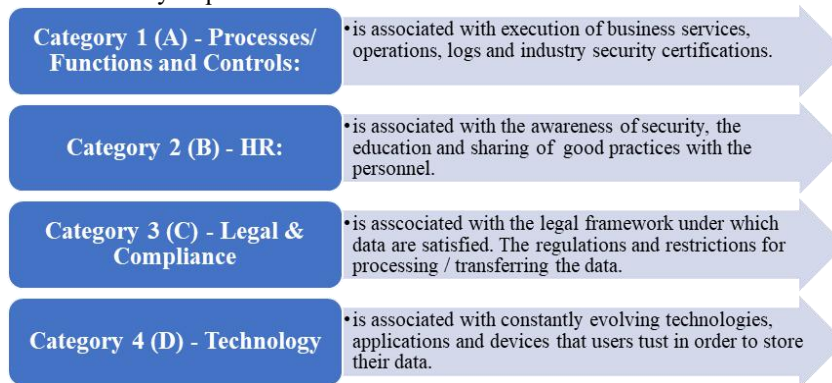 Category 1 (A) - Processes/
Functions and Controls:
•is associated with execution of business services,
operations, logs and industry security certifications.
Category 2 (B) - HR:
•is associated with the awareness of security, the
education and sharing of good practices with the
personnel.
Category 3 (C) - Legal &
Compliance
•is asscociated with the legal framework under which
data are satisfied. The regulations and restrictions for
processing / transferring the data.
Category 4 (D) - Technology
•is associated with constantly evolving technologies,
applications and devices that users tust in order to store
their data.